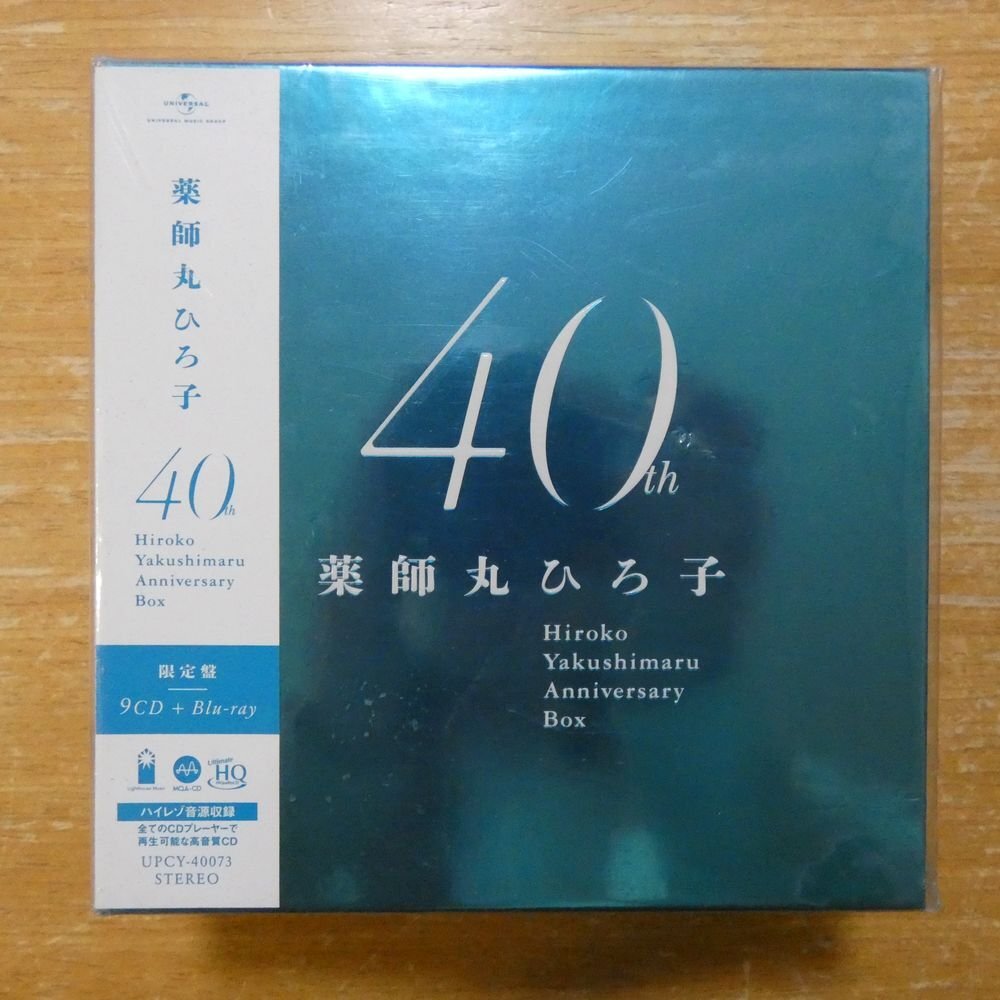 UNIVERSAL
UNIVERSAL MUSIC GROUP
薬師丸ひろ子
40th
Hiroko
Yakushimaru
Anniversary
Box
限定盤
9CD + Blu-ray
Lighthouse Music
MQA-CD
Ultimate
HQ
ハイレゾ音源収録
全てのCDプレーヤーで
再生可能な高音質CD
UPCY-40073
STEREO
40th
薬師丸ひろ子
Hiroko
Yakushimaru
Anniversary
Box